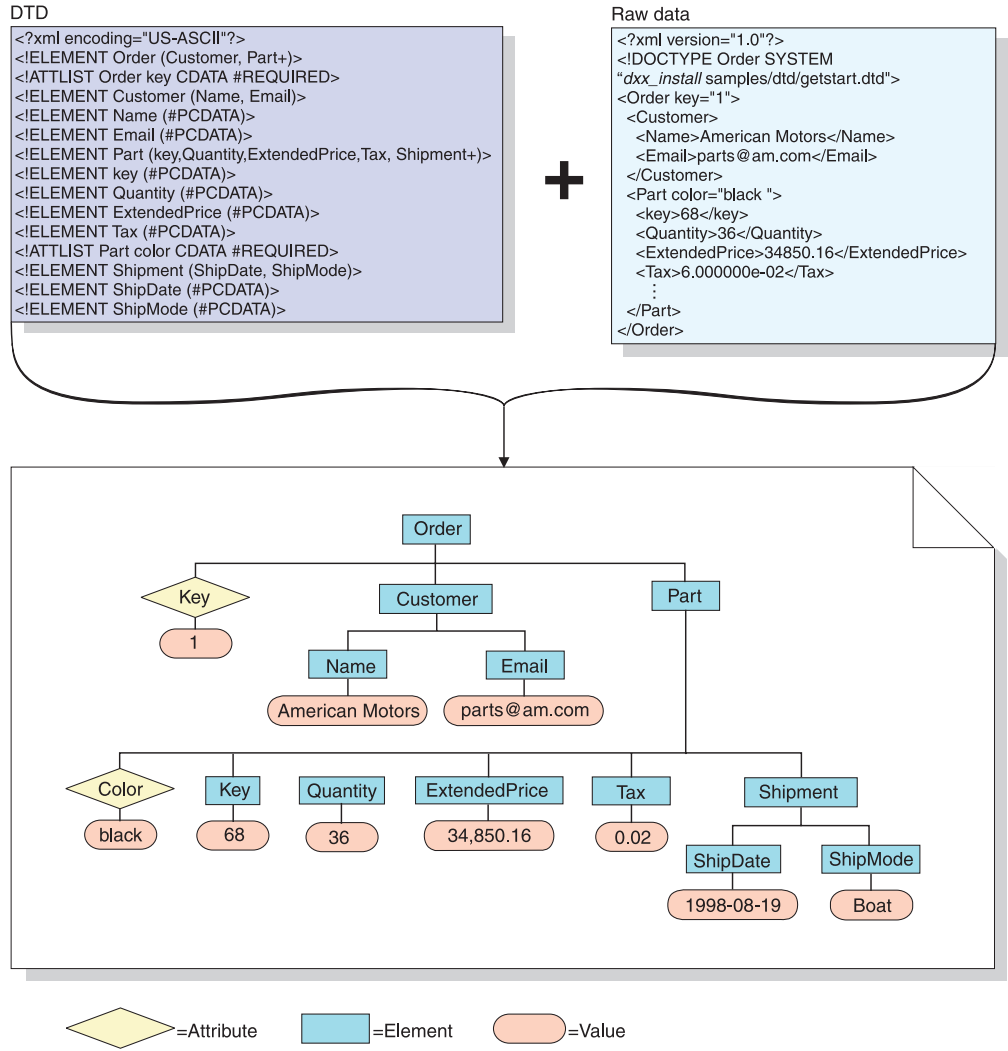 DTD
<?xml encoding="US-ASCII"?>
<!ELEMENT Order (Customer, Part+)>
<!ATTLIST Order key CDATA #REQUIRED>
<!ELEMENT Customer (Name, Email)>
<!ELEMENT Name (#PCDATA)>
<!ELEMENT Email (#PCDATA)>
<!ELEMENT Part (key,Quantity,ExtendedPrice,Tax, Shipment+)>
<!ELEMENT key (#PCDATA)>
<!ELEMENT Quantity (#PCDATA)>
<!ELEMENT ExtendedPrice (#PCDATA)>
<!ELEMENT Tax (#PCDATA)>
<!ATTLIST Part color CDATA #REQUIRED>
<!ELEMENT Shipment (ShipDate, ShipMode)>
<!ELEMENT ShipDate (#PCDATA)>
<!ELEMENT ShipMode (#PCDATA)>
+
Raw data
<?xml version="1.0"?>
<!DOCTYPE Order SYSTEM
“dxx_install samples/dtd/getstart.dtd">
<Order key="1">
<Customer>
<Name>American Motors</Name>
<Email>parts@am.com</Email>
</Customer>
<Part color="black ">
<key>68</key>
<Quantity>36</Quantity>
<ExtendedPrice>34850.16</ExtendedPrice>
<Tax>6.000000e-02</Tax>
⋮
</Part>
</Order>
Order
Key
Customer
Part
1
Name
Email
American Motors
parts@am.com
Color
Key
Quantity
ExtendedPrice
Tax
Shipment
black
68
36
34,850.16
0.02
ShipDate
ShipMode
1998-08-19
Boat
=Attribute
=Element
=Value